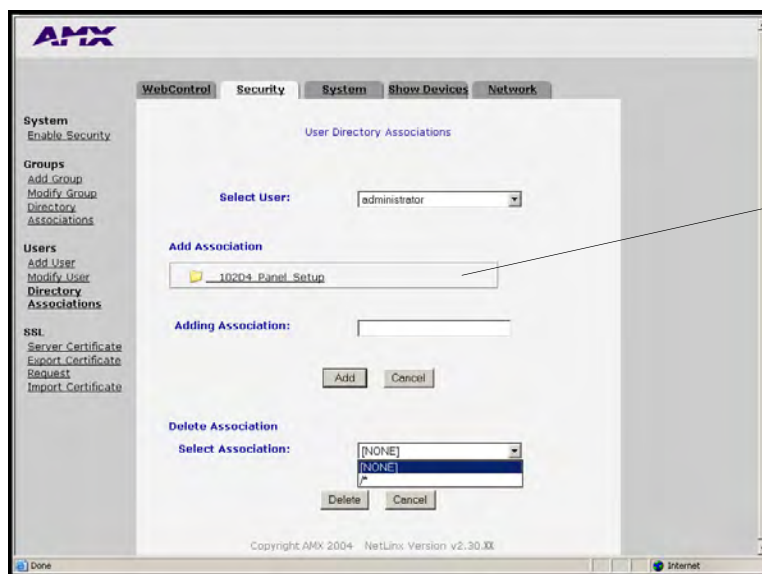 AMX
WebControl Security System Show Devices Network
System
Enable Security
Groups
Add Group
Modify Group
Directory
Associations
Users
Add User
Modify User
Directory
Associations
SSL
Server Certificate
Export Certificate
Request
Import Certificate
User Directory Associations
Select User: administrator
Add Association
__102D4_Panel_Setup
Adding Association:
Add Cancel
Delete Association
Select Association: [NONE]
[NONE]
/*
Delete Cancel
Copyright AMX 2004 NetLinx Version v2.30.XX
Done Internet